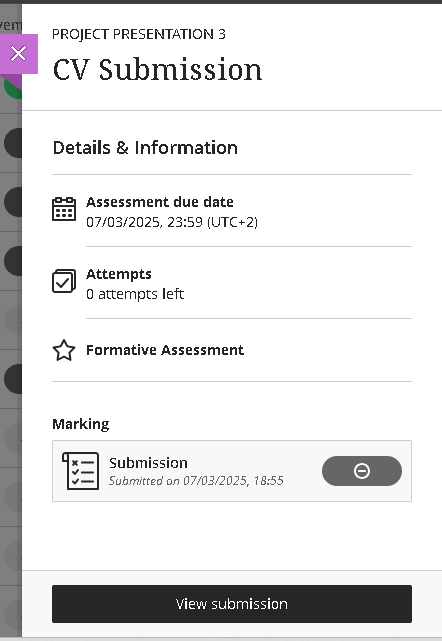 vem
PROJECT PRESENTATION 3
CV Submission
Details & Information
Assessment due date
07/03/2025, 23:59 (UTC+2)
Attempts
0 attempts left
Formative Assessment
Marking
Submission
Submitted on 07/03/2025, 18:55
View submission